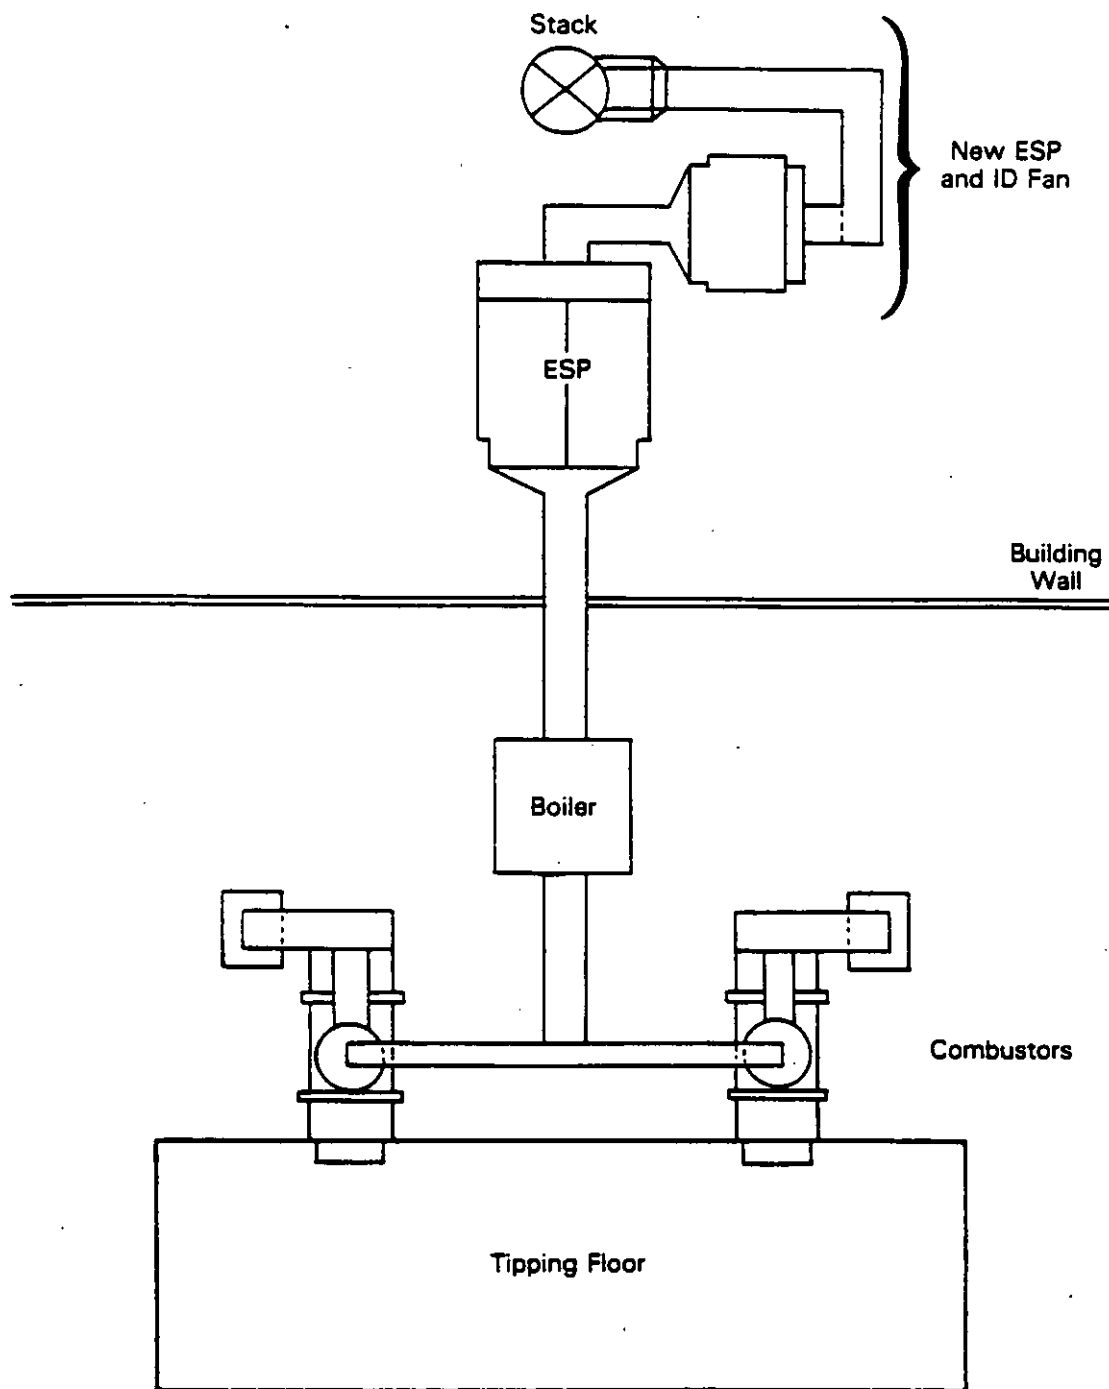 Stack
New ESP
and ID Fan
ESP
Building
Wall
Boiler
Combustors
Tipping Floor